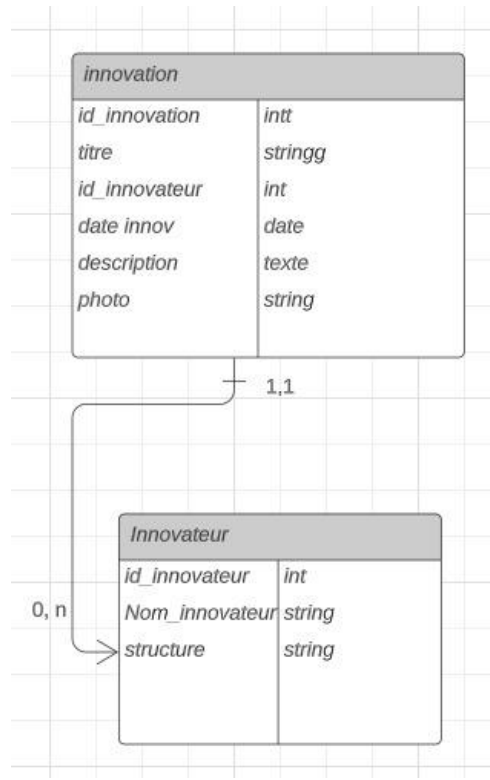 innovation
id_innovation intt
titre stringg
id_innovateur int
date innov date
description texte
photo string
1,1
Innovateur
id_innovateur int
0, n Nom_innovateur string
structure string